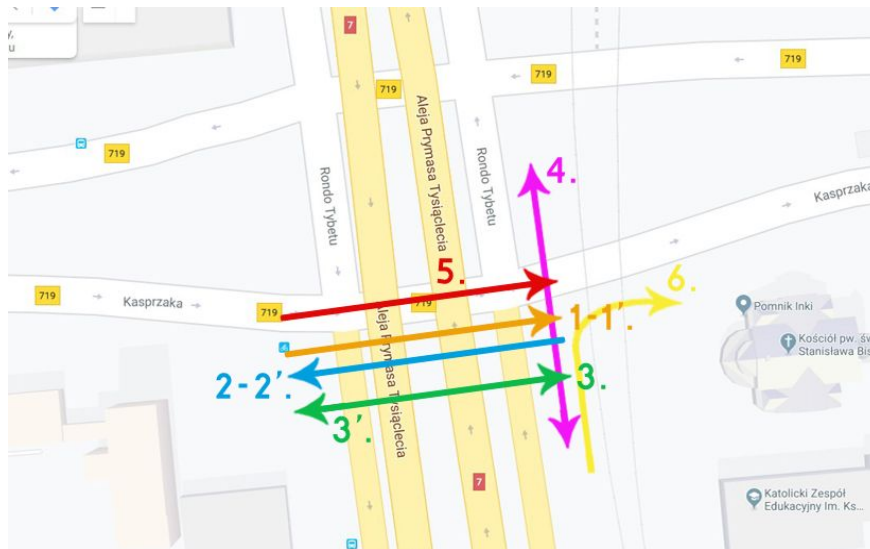 y,
u
7
719
719
719
719
Aleja Prymasa Tysiąclecia
Rondo Tybetu
Rondo Tybetu
4.
Kasprzaka
5.
6.
719
Kasprzaka
719
719
Pomnik Inki
1-1'.
Aleja Prymasa Tysiąclecia
Kościół pw. św
Stanisława Bis
2-2'.
3.
3'.
7
Katolicki Zespół
Edukacyjny Im. Ks...